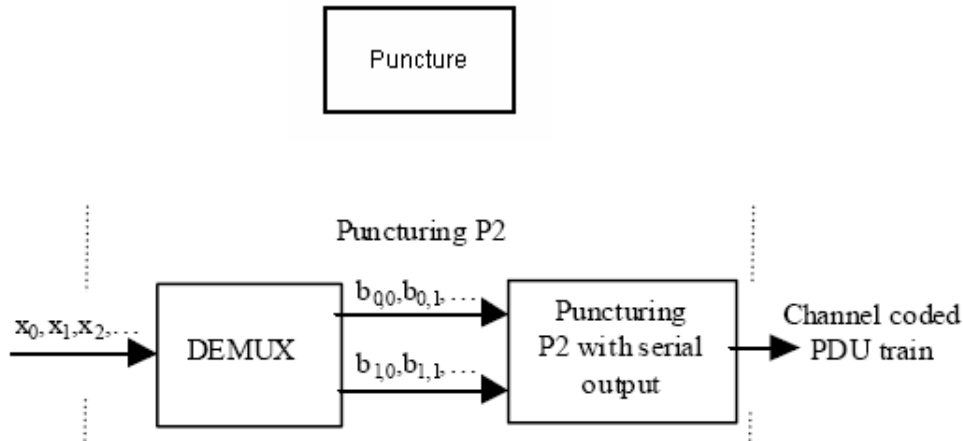 Puncture
Puncturing P2
x0,x1,x2,...
DEMUX
b0,0,b0,1,...
b1,0,b1,1,...
Puncturing
P2 with serial
output
Channel coded
PDU train